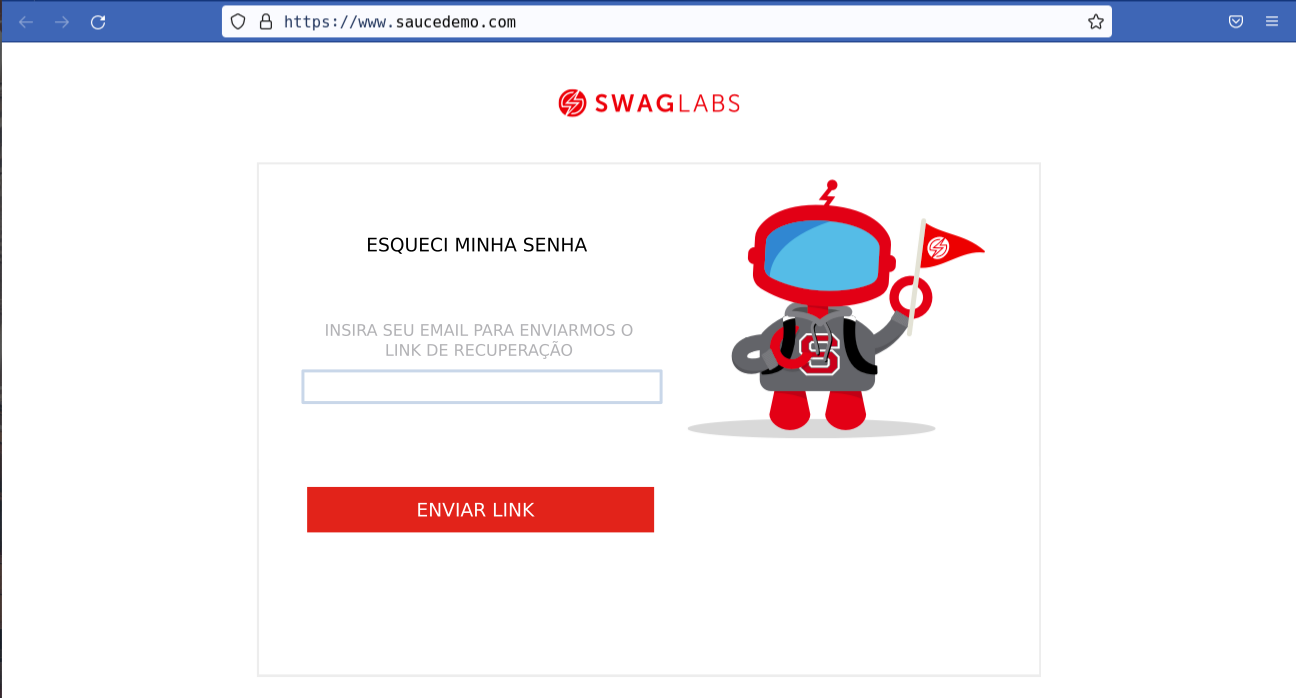 https://www.saucedemo.com
SWAGLABS
ESQUECI MINHA SENHA
INSIRA SEU EMAIL PARA ENVIARMOS O
LINK DE RECUPERAÇÃO
S
ENVIAR LINK